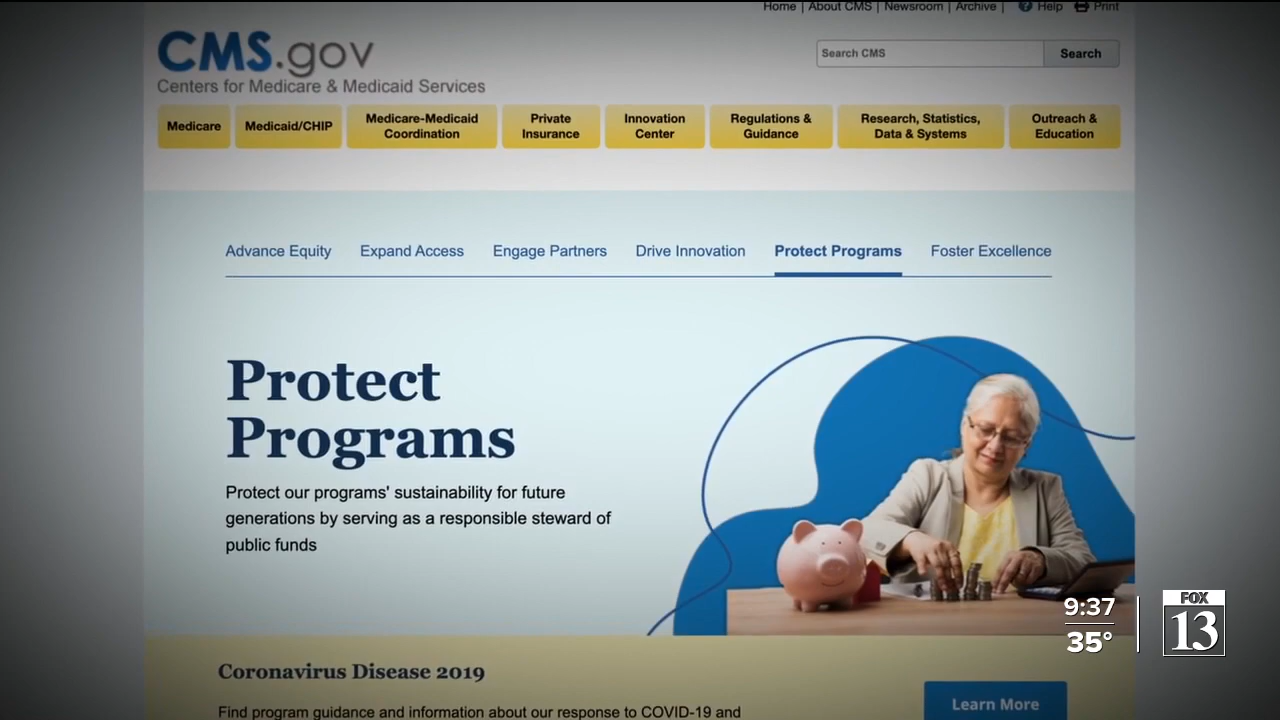 Home | About CMS | Newsroom | Archive | Help Print
CMS.gov
Centers for Medicare & Medicaid Services
Search CMS
Search
Medicare
Medicaid/CHIP
Medicare-Medicaid
Coordination
Private
Insurance
Innovation
Center
Regulations &
Guidance
Research, Statistics,
Data & Systems
Outreach &
Education
Advance Equity
Expand Access
Engage Partners
Drive Innovation
Protect Programs
Foster Excellence
Protect
Programs
Protect our programs' sustainability for future
generations by serving as a responsible steward of
public funds
9:37
35°
FOX
13
Coronavirus Disease 2019
Find program guidance and information about our response to COVID-19 and
Learn More